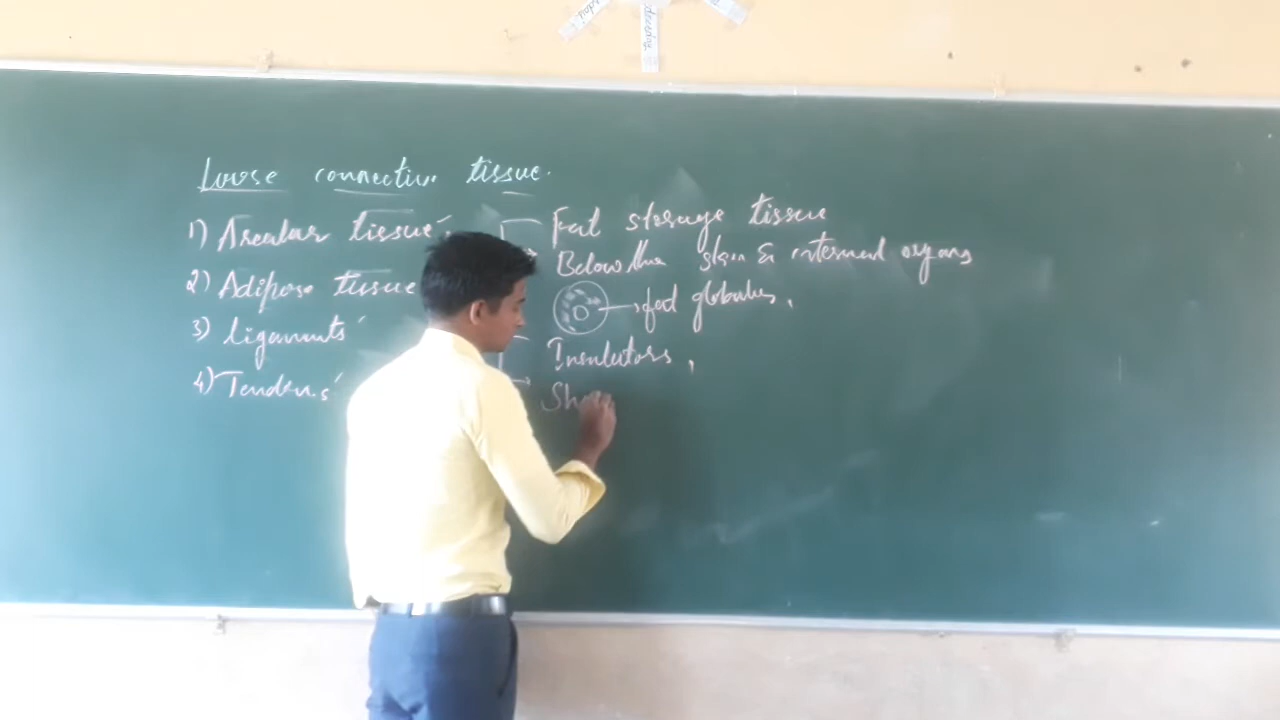 Loose connective tissue.
1) Areolar tissue
2) Adipose tissue
3) Ligaments
4) Tendons
Fat storage tissue
Below the skin & internal organs
fat globules,
Insulators,
Sh